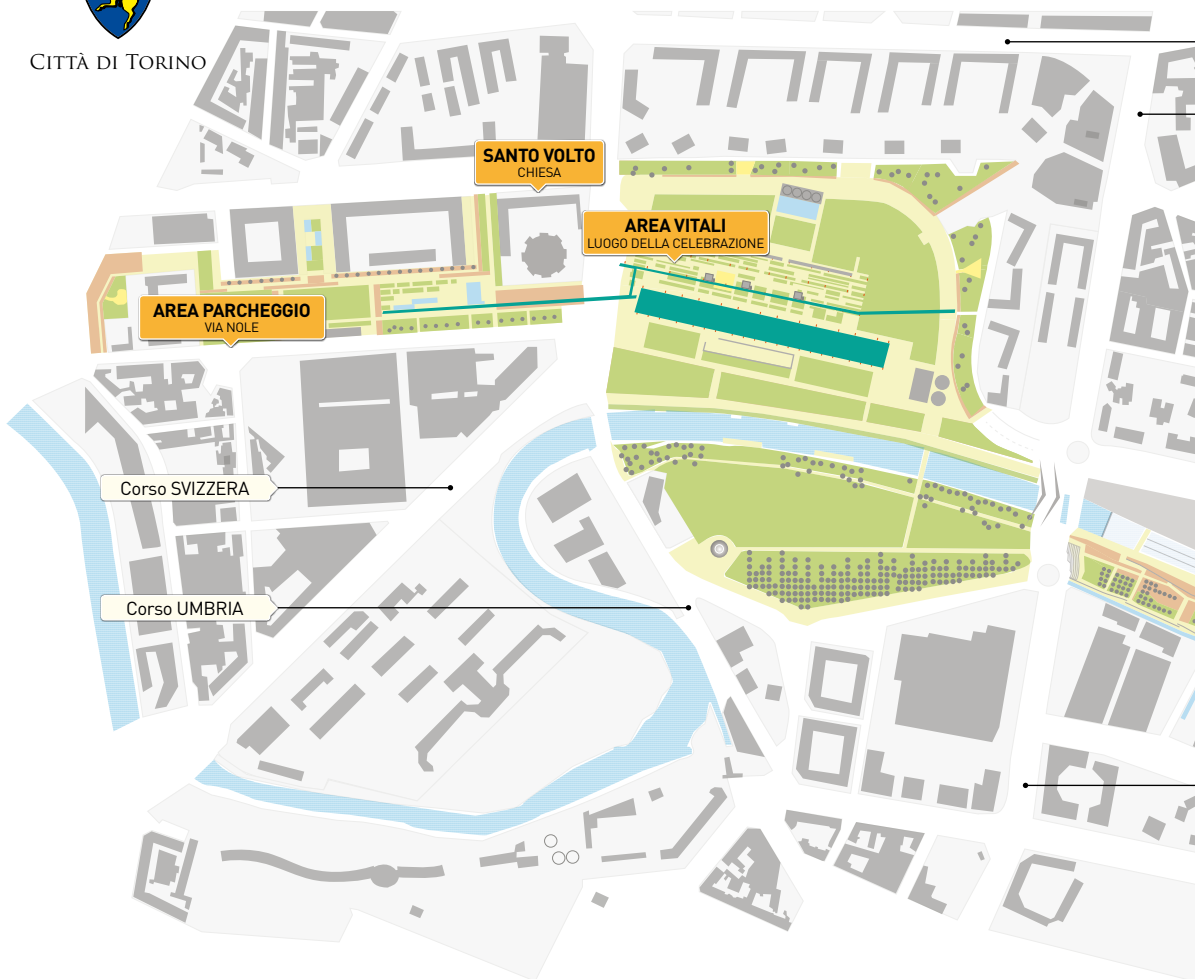 CITTÀ DI TORINO
SANTO VOLTO
CHIESA
AREA VITALI
LUOGO DELLA CELEBRAZIONE
AREA PARCHEGGIO
VIA NOLE
Corso SVIZZERA
Corso UMBRIA